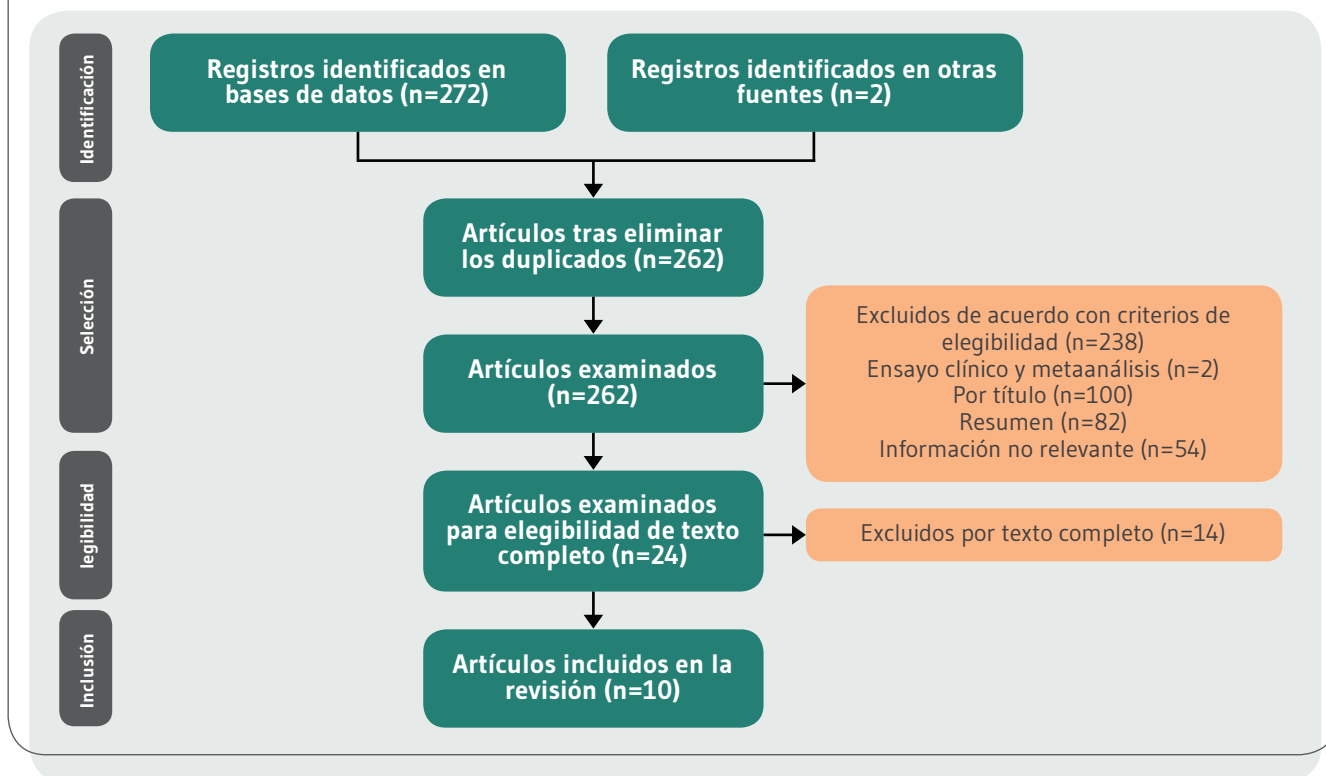 Identificación
Registros identificados en
bases de datos (n=272)
Registros identificados en otras
fuentes (n=2)
Selección
Artículos tras eliminar
los duplicados (n=262)
Artículos examinados
(n=262)
Excluidos de acuerdo con criterios de
elegibilidad (n=238)
Ensayo clínico y metaanálisis (n=2)
Por título (n=100)
Resumen (n=82)
Información no relevante (n=54)
legibilidad
Artículos examinados
para elegibilidad de texto
completo (n=24)
Excluidos por texto completo (n=14)
Inclusión
Artículos incluidos en la
revisión (n=10)